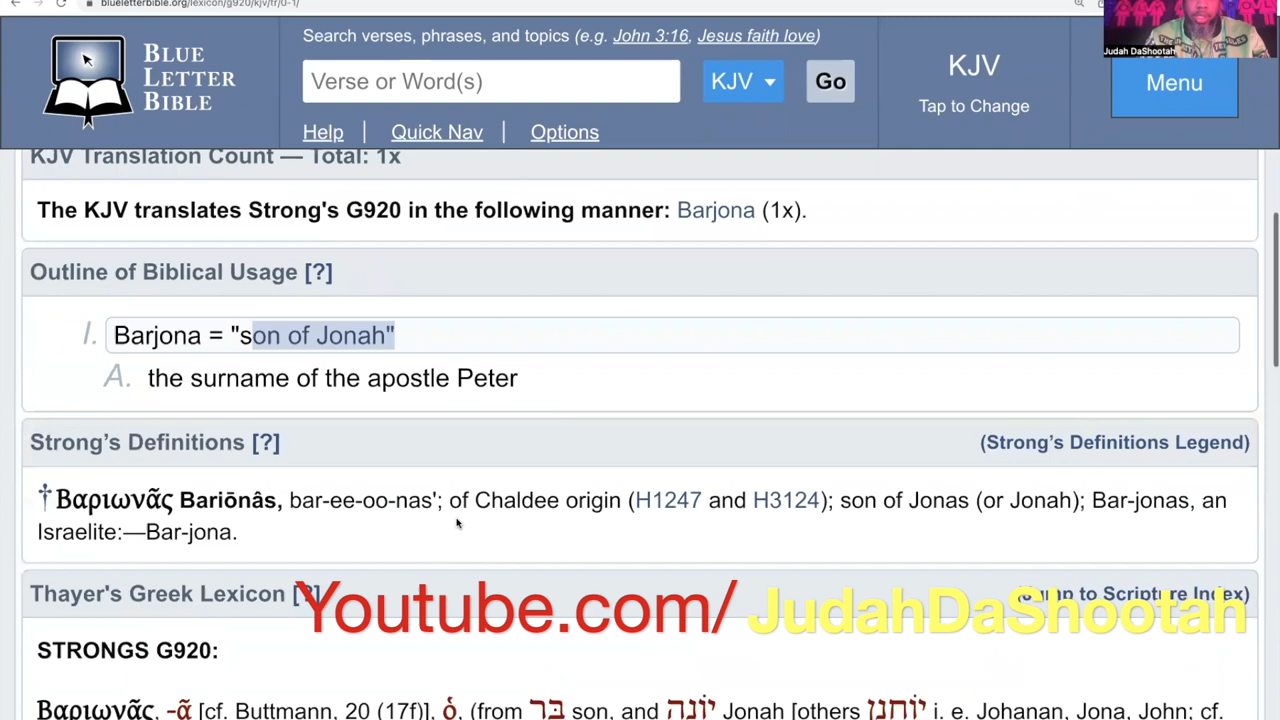 blueletterbible.org/lexicon/g920/kjv/tr/0-1/
Judah DaShootah
BLUE
LETTER
BIBLE
Search verses, phrases, and topics (e.g. John 3:16, Jesus faith love)
Verse or Word(s)
KJV
Go
Help | Quick Nav | Options
KJV
Tap to Change
Menu
KJV Translation Count — Total: 1x
The KJV translates Strong's G920 in the following manner: Barjona (1x).
Outline of Biblical Usage [?]
I. Barjona = "son of Jonah"
A. the surname of the apostle Peter
Strong’s Definitions [?] (Strong’s Definitions Legend)
†Βαριωνᾶς Bariōnâs, bar-ee-oo-nas'; of Chaldee origin (H1247 and H3124); son of Jonas (or Jonah); Bar-jonas, an
Israelite:—Bar-jona.
Thayer's Greek Lexicon [?] (Jump to Scripture Index)
Youtube.com/ JudahDaShootah
STRONGS G920:
Βαριωνᾶς, -ᾶ [cf. Buttmann, 20 (17f)], ὁ, (from בּר son, and יוֹנה Jonah [others יוֹחנן i. e. Johanan, Jona, John; cf.